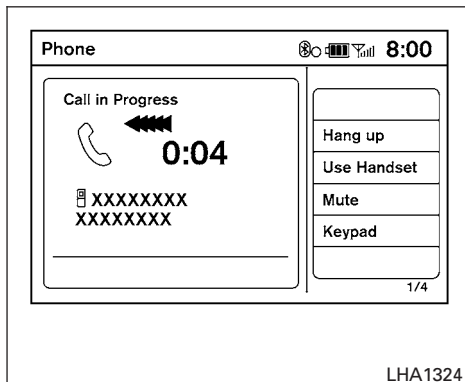 Phone 8:00
Call in Progress
0:04
XXXXXXXX
XXXXXXXX
Hang up
Use Handset
Mute
Keypad
1/4
LHA1324